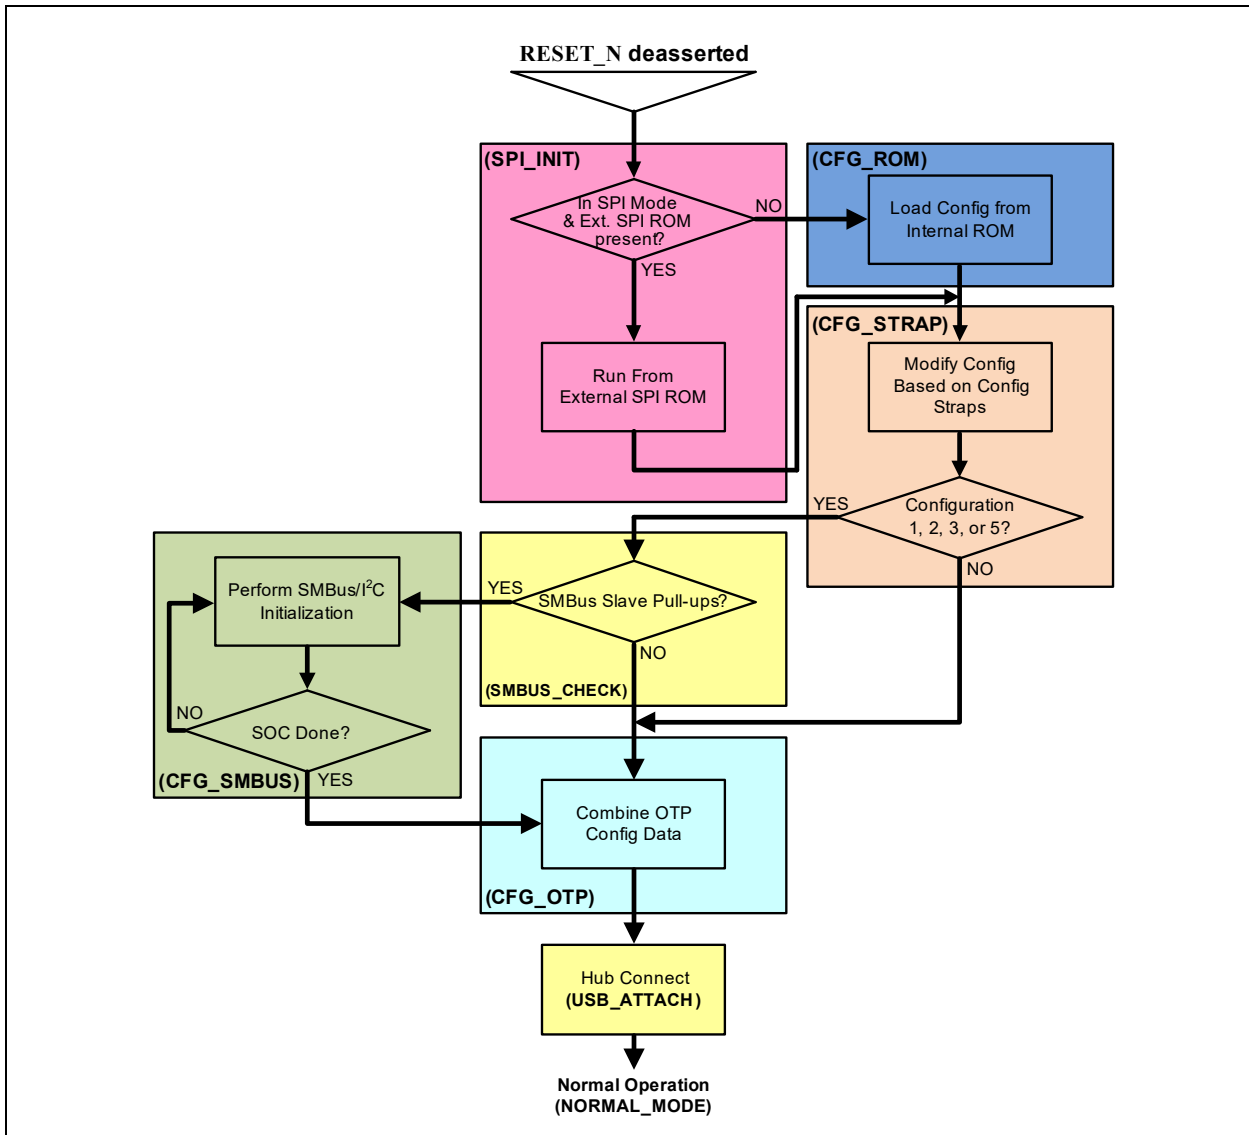 RESET_N deasserted
(SPI_INIT)
In SPI Mode
& Ext. SPI ROM
present?
NO
YES
Run From
External SPI ROM
(CFG_ROM)
Load Config from
Internal ROM
(CFG_STRAP)
Modify Config
Based on Config
Straps
Configuration
1, 2, 3, or 5?
YES
NO
SMBus Slave Pull-ups?
YES
NO
(SMBUS_CHECK)
Perform SMBus/I²C
Initialization
SOC Done?
NO
YES
(CFG_SMBUS)
Combine OTP
Config Data
(CFG_OTP)
Hub Connect
(USB_ATTACH)
Normal Operation
(NORMAL_MODE)